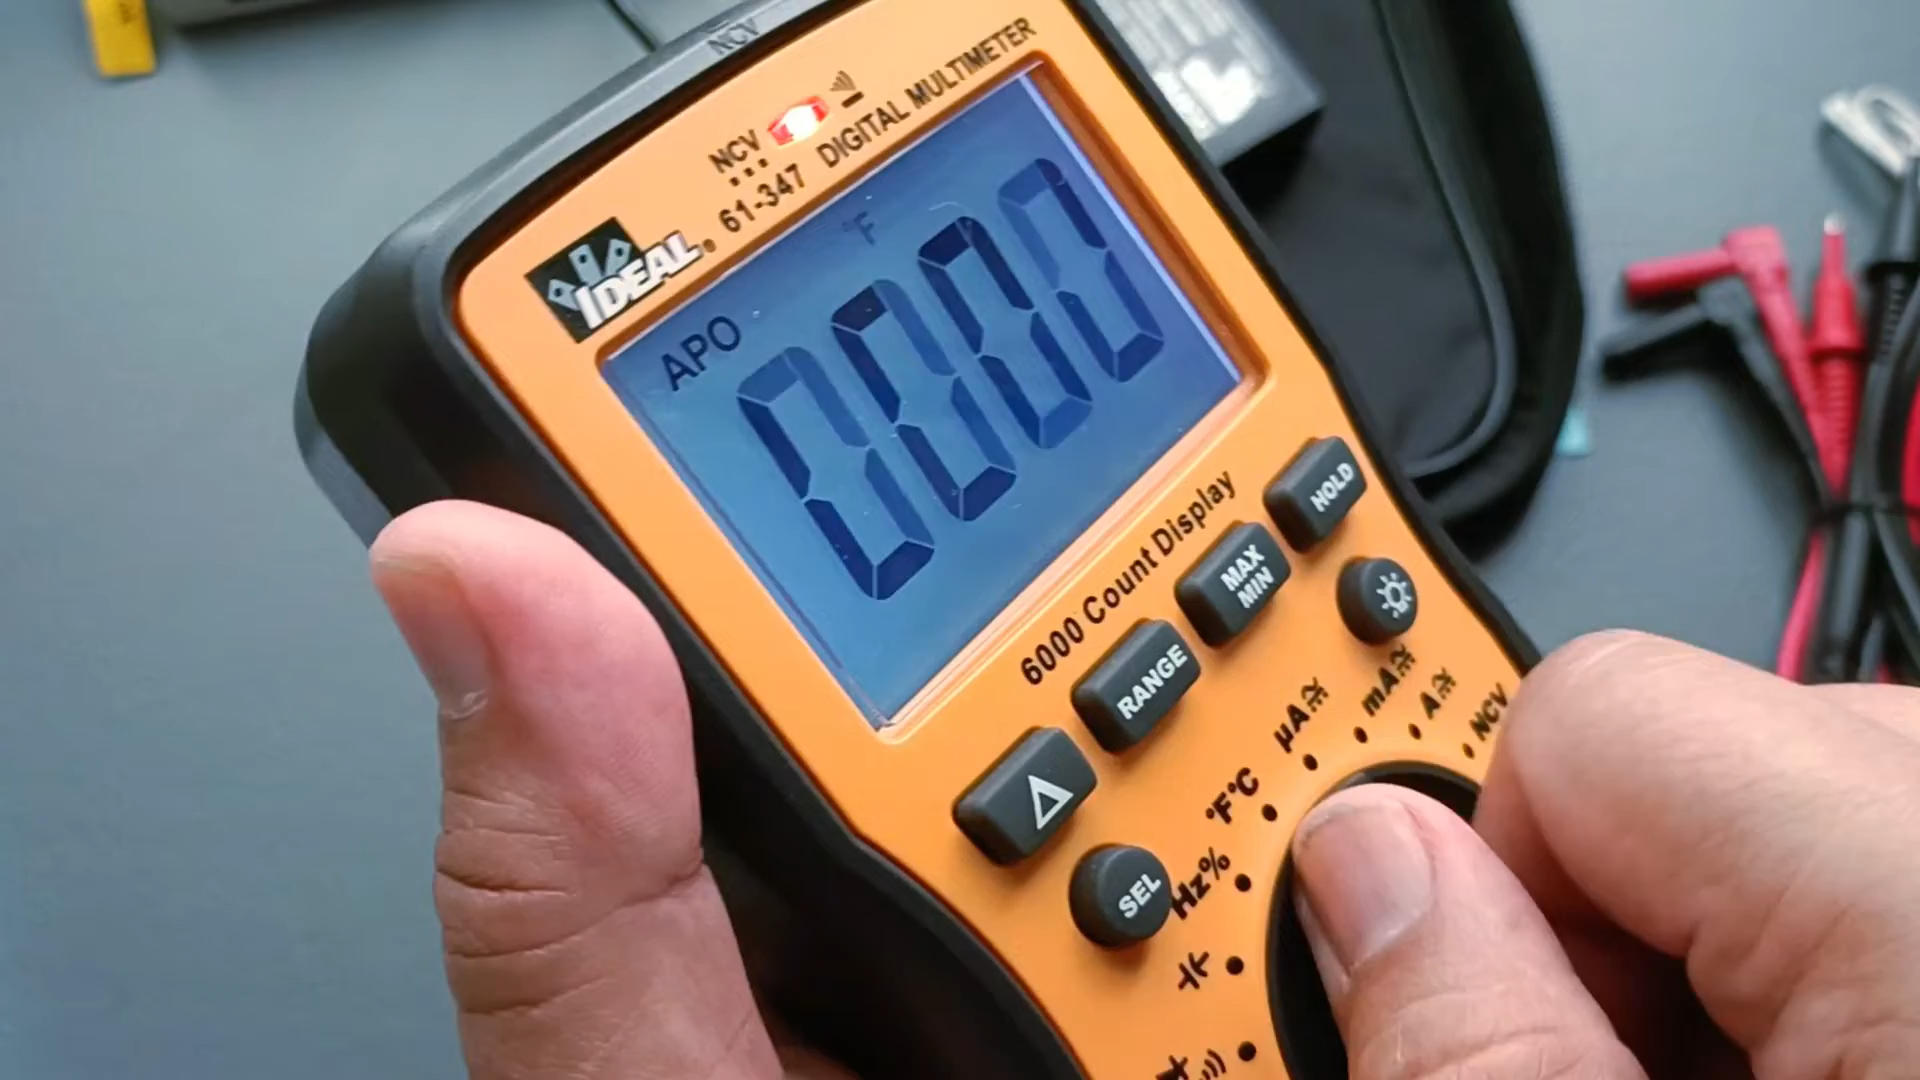 NCV
NCV
61-347 DIGITAL MULTIMETER
IDEAL®
APO
°F
6000 Count Display
HOLD
MAX
MIN
RANGE
Δ
SEL
µA
mA
A
NCV
°F°C
Hz%